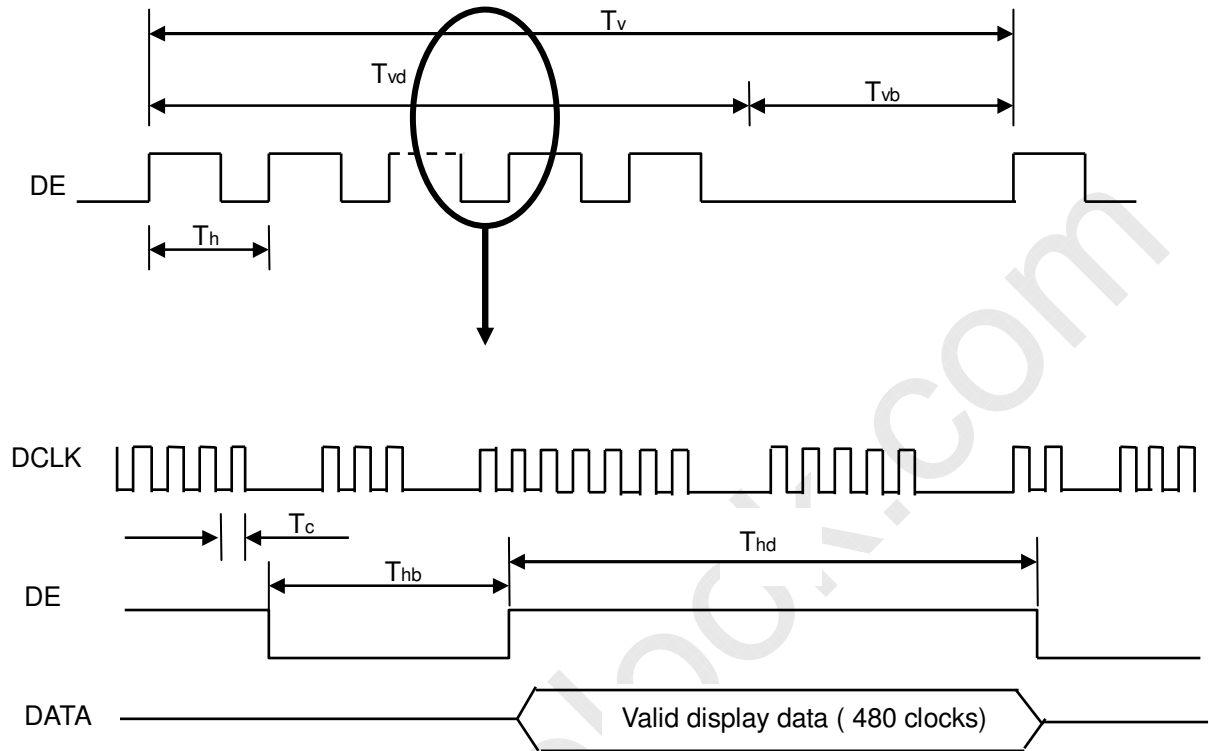 Tv
Tvd
Tvb
DE
Th
DCLK
Tc
Thd
Thb
DE
DATA
Valid display data ( 480 clocks)